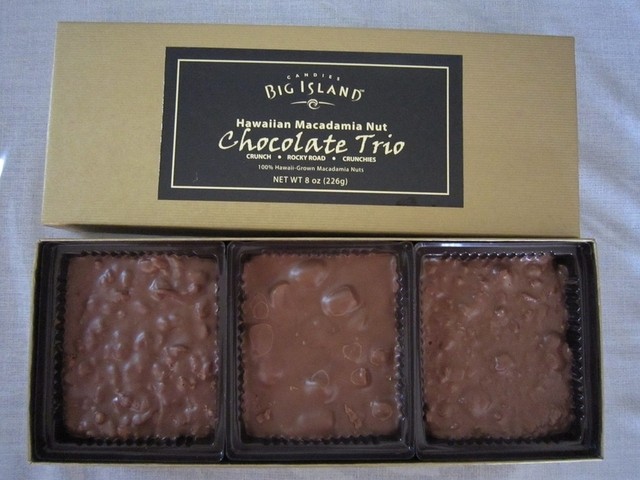 CANDIES
BIG ISLAND™
Hawaiian Macadamia Nut
Chocolate Trio
CRUNCH • ROCKY ROAD • CRUNCHIES
100% Hawaii-Grown Macadamia Nuts
NET WT 8 oz (226g)